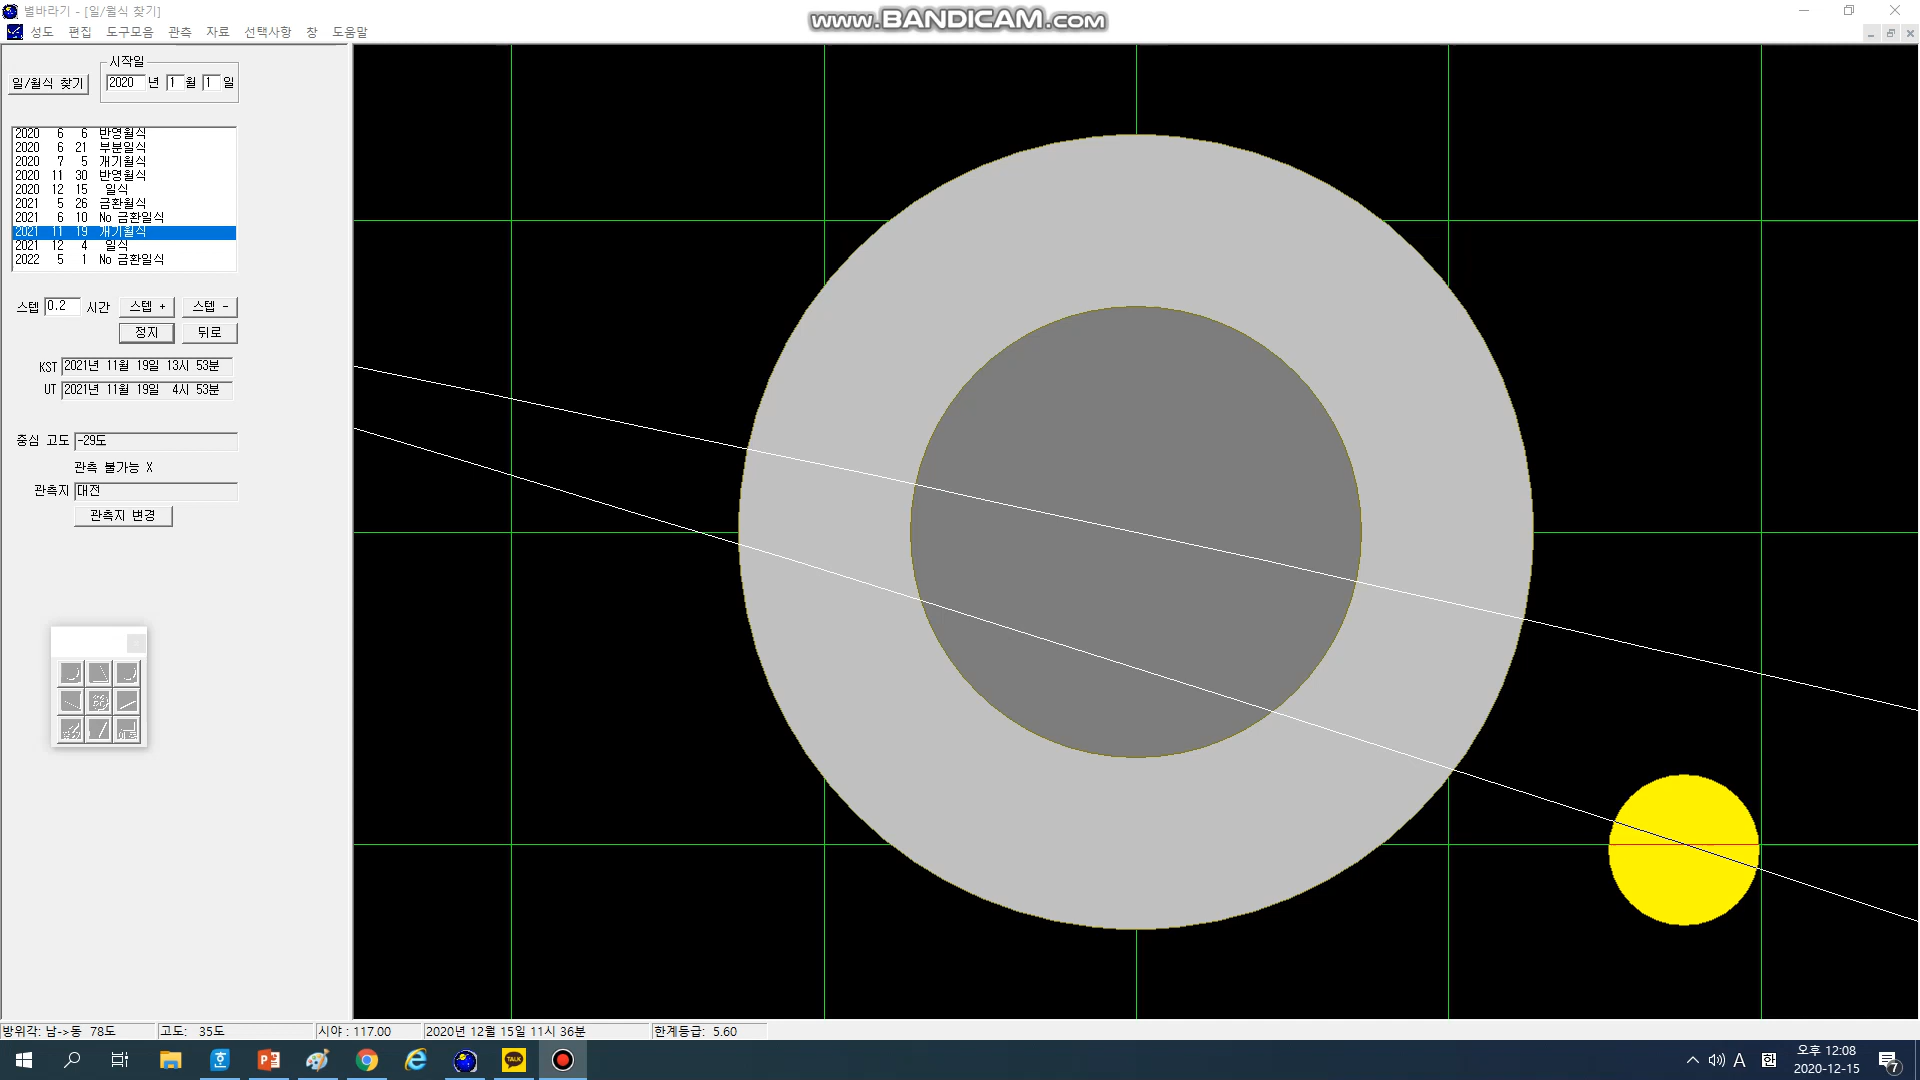 별바라기 - [일/월식 찾기]
www.BANDICAM.com
성도 편집 도구모음 관측 자료 선택사항 창 도움말
시작일
일/월식 찾기 2020 년 1 월 1 일
2020 6 6 반영월식
2020 6 21 부분일식
2020 7 5 개기월식
2020 11 30 반영월식
2020 12 15 일식
2021 5 26 금환월식
2021 6 10 No 금환일식
2021 11 19 개기월식
2021 12 4 일식
2022 5 1 No 금환일식
스텝 0.2 시간 스텝 + 스텝 -
정지 뒤로
KST 2021년 11월 19일 13시 53분
UT 2021년 11월 19일 4시 53분
중심 고도 -29도
관측 불가능 X
관측지 대전
관측지 변경
방위각: 남->동 78도 고도: 35도 시야 : 117.00 2020년 12월 15일 11시 36분 한계등급: 5.60
호 TALK A 한 오후 12:08
2020-12-15 7